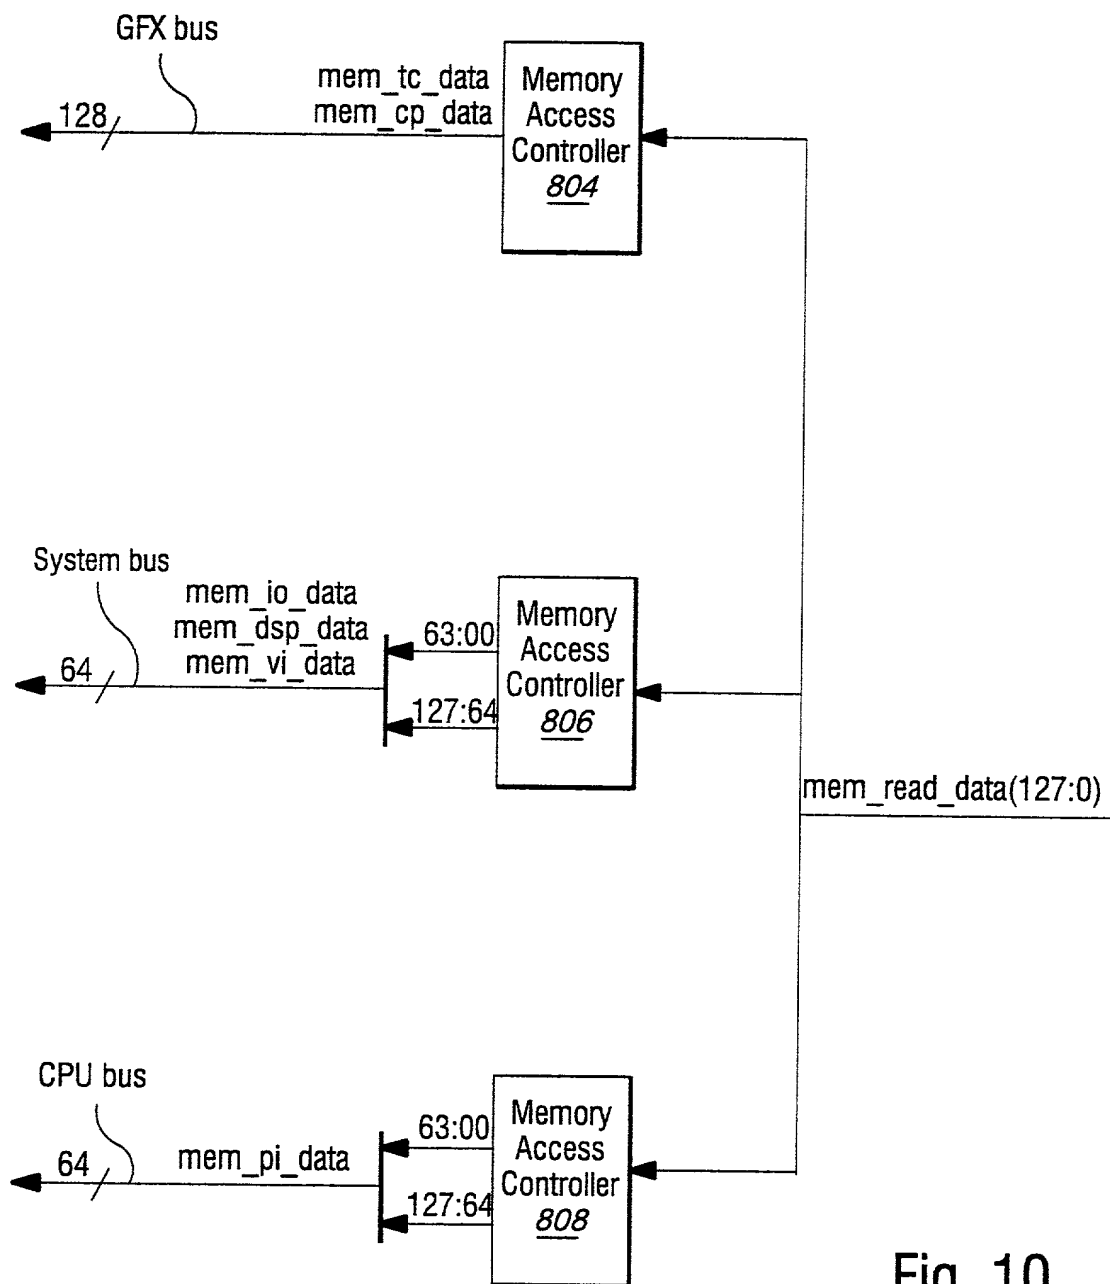 GFX bus
128
mem_tc_data
mem_cp_data
Memory
Access
Controller
804
System bus
64
mem_io_data
mem_dsp_data
mem_vi_data
63:00
127:64
Memory
Access
Controller
806
mem_read_data(127:0)
CPU bus
64
mem_pi_data
63:00
127:64
Memory
Access
Controller
808
Fig. 10